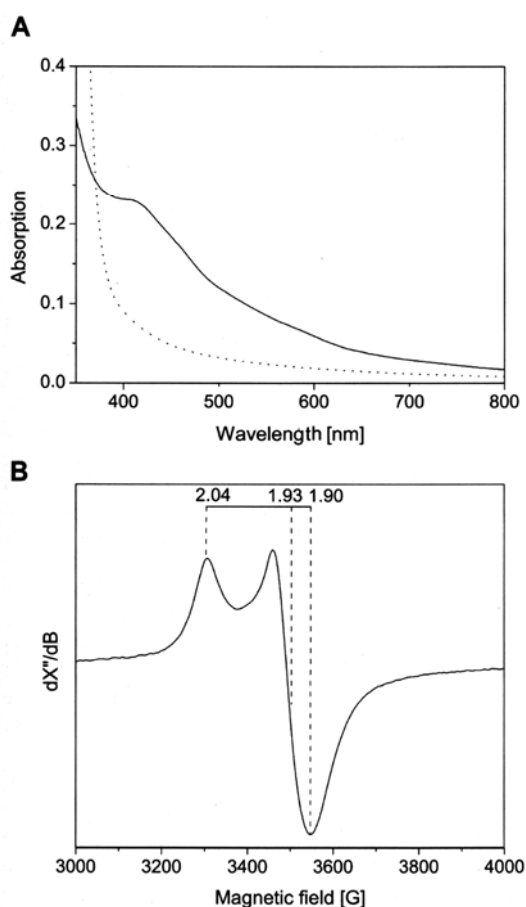 A
0.4
0.3
0.2
0.1
0.0
Absorption
400 500 600 700 800
Wavelength [nm]
B
2.04 1.93 1.90
dX"/dB
3000 3200 3400 3600 3800 4000
Magnetic field [G]